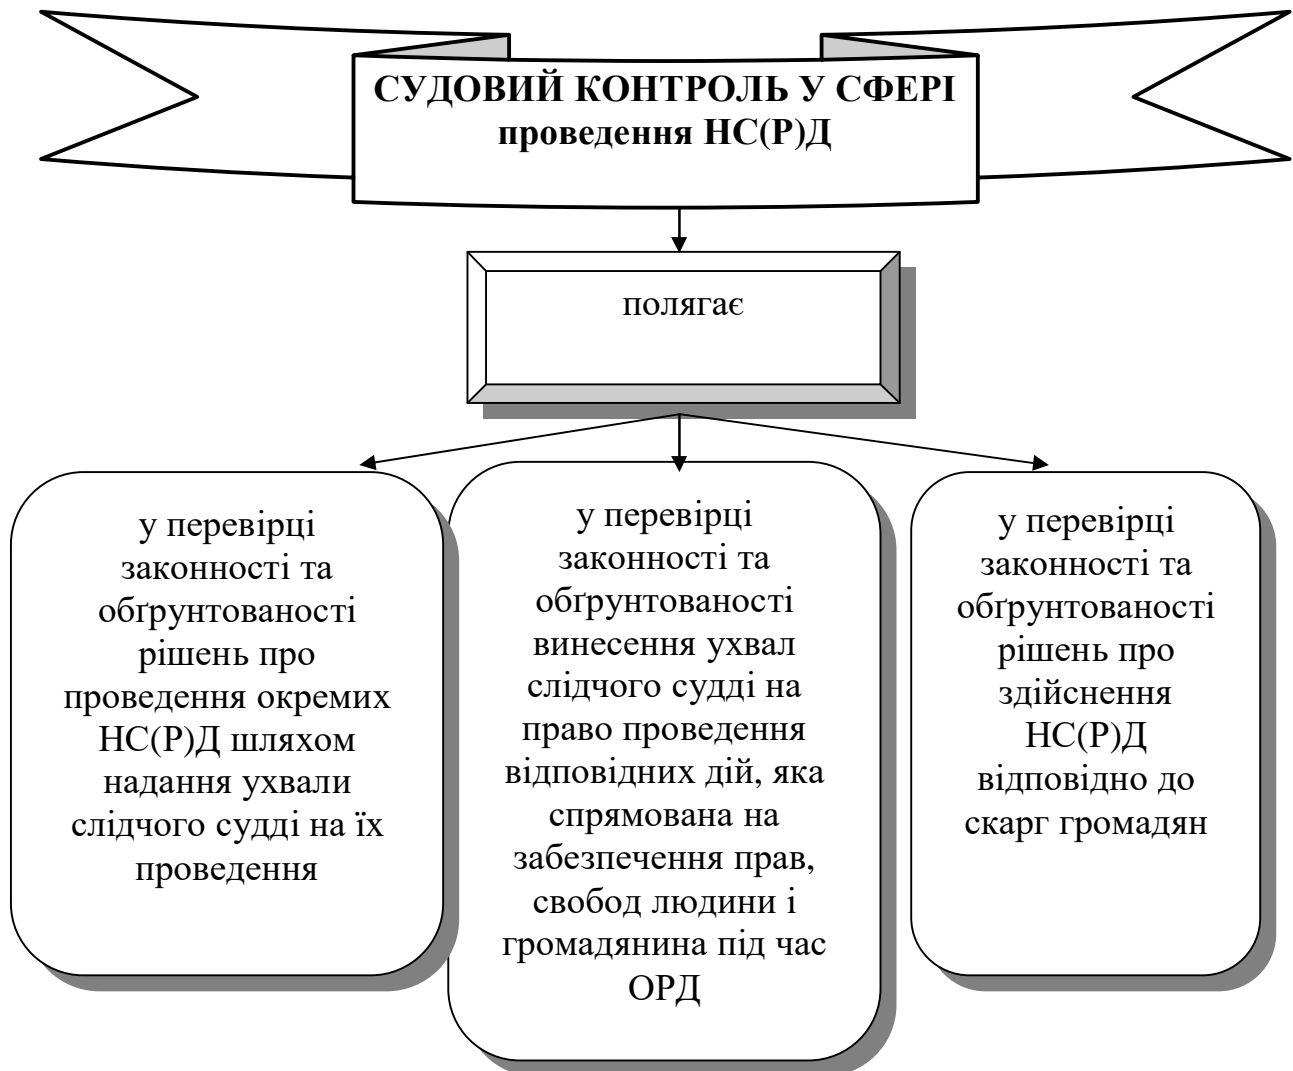 СУДОВИЙ КОНТРОЛЬ У СФЕРІ
проведення НС(Р)Д
полягає
у перевірці
законності та
обґрунтованості
рішень про
проведення окремих
НС(Р)Д шляхом
надання ухвали
слідчого судді на їх
проведення
у перевірці
законності та
обґрунтованості
винесення ухвал
слідчого судді на
право проведення
відповідних дій, яка
спрямована на
забезпечення прав,
свобод людини і
громадянина під час
ОРД
у перевірці
законності та
обґрунтованості
рішень про
здійснення
НС(Р)Д
відповідно до
скарг громадян